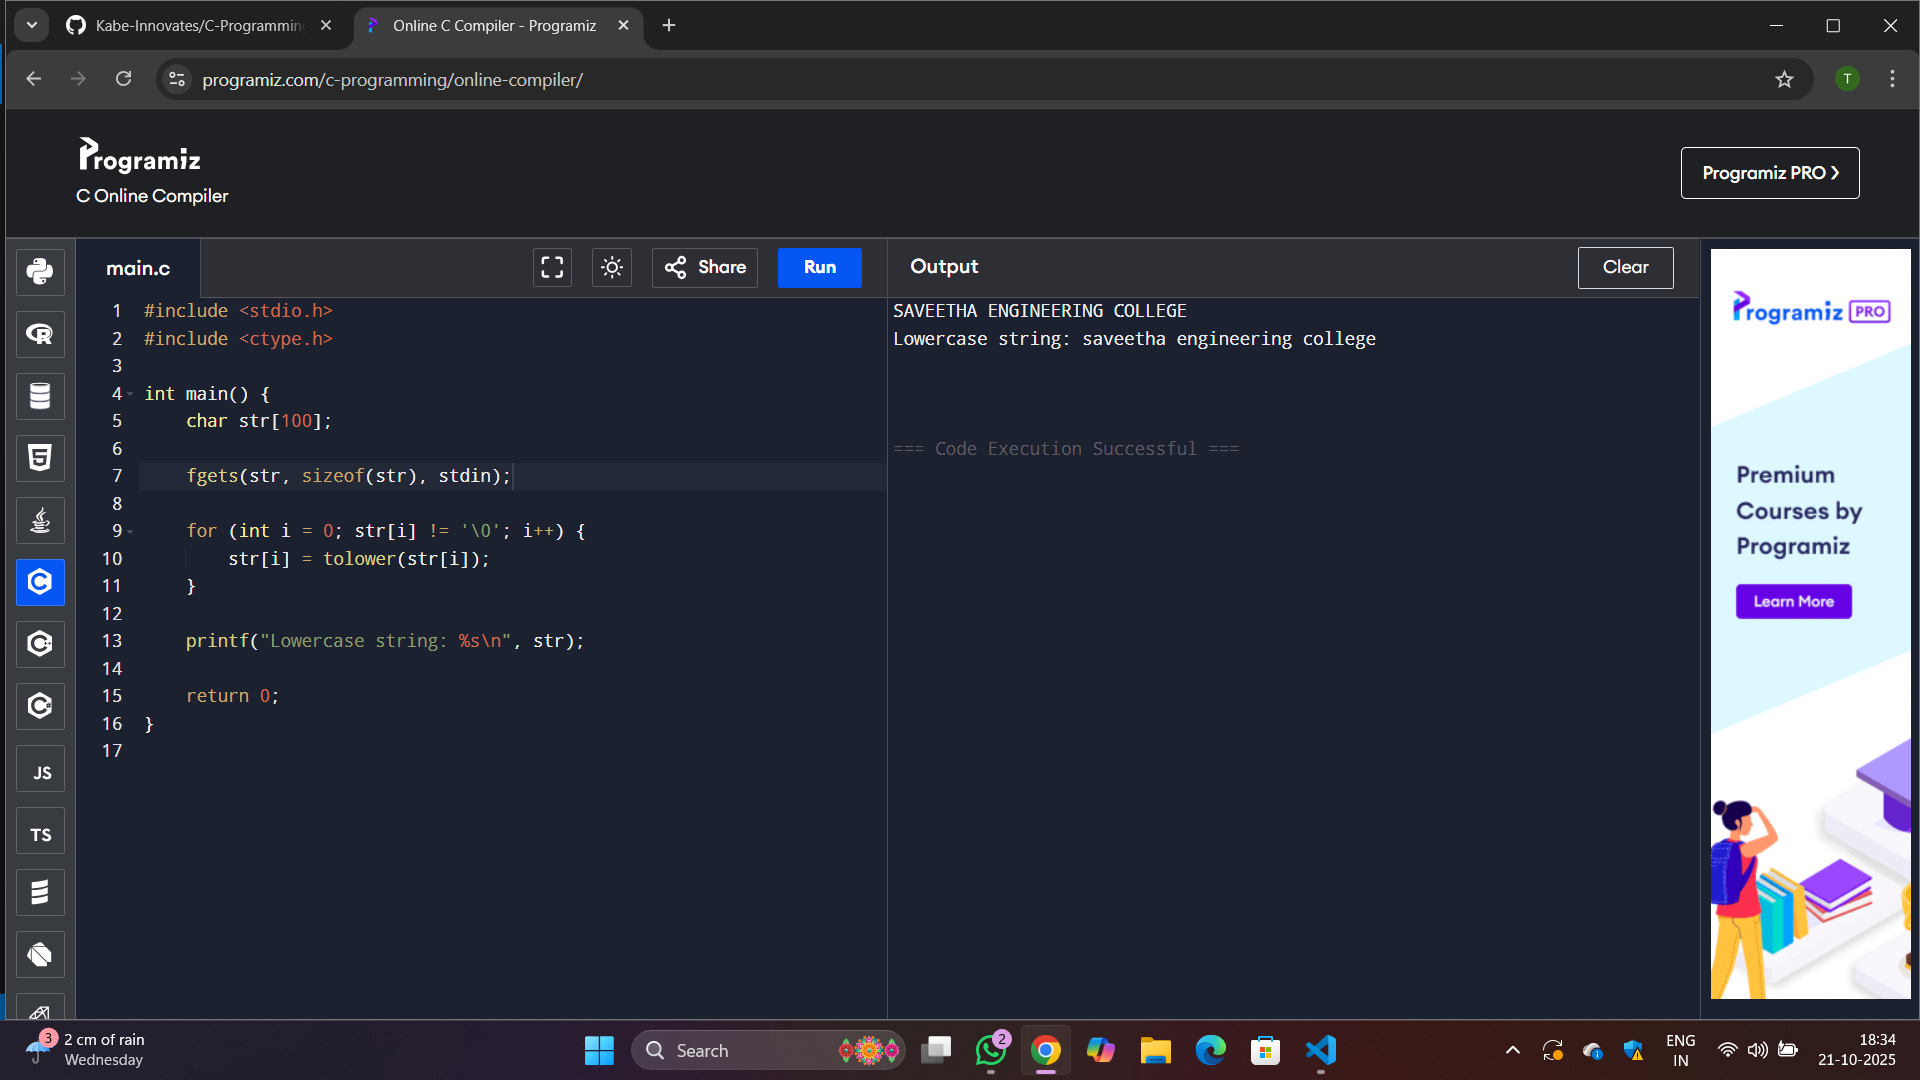 Kabe-Innovates/C-Programmin
Online C Compiler - Programiz
programiz.com/c-programming/online-compiler/
T
Programiz
C Online Compiler
Programiz PRO
main.c
Share
Run
Output
Clear
1 #include <stdio.h>
2 #include <ctype.h>
3
4 int main() {
5 char str[100];
6
7 fgets(str, sizeof(str), stdin);
8
9 for (int i = 0; str[i] != '\0'; i++) {
10 str[i] = tolower(str[i]);
11 }
12
13 printf("Lowercase string: %s\n", str);
14
15 return 0;
16 }
17
SAVEETHA ENGINEERING COLLEGE
Lowercase string: saveetha engineering college
=== Code Execution Successful ===
JS
TS
Programiz PRO
Premium
Courses by
Programiz
Learn More
3
2 cm of rain
Wednesday
Search
2
ENG
IN
18:34
21-10-2025